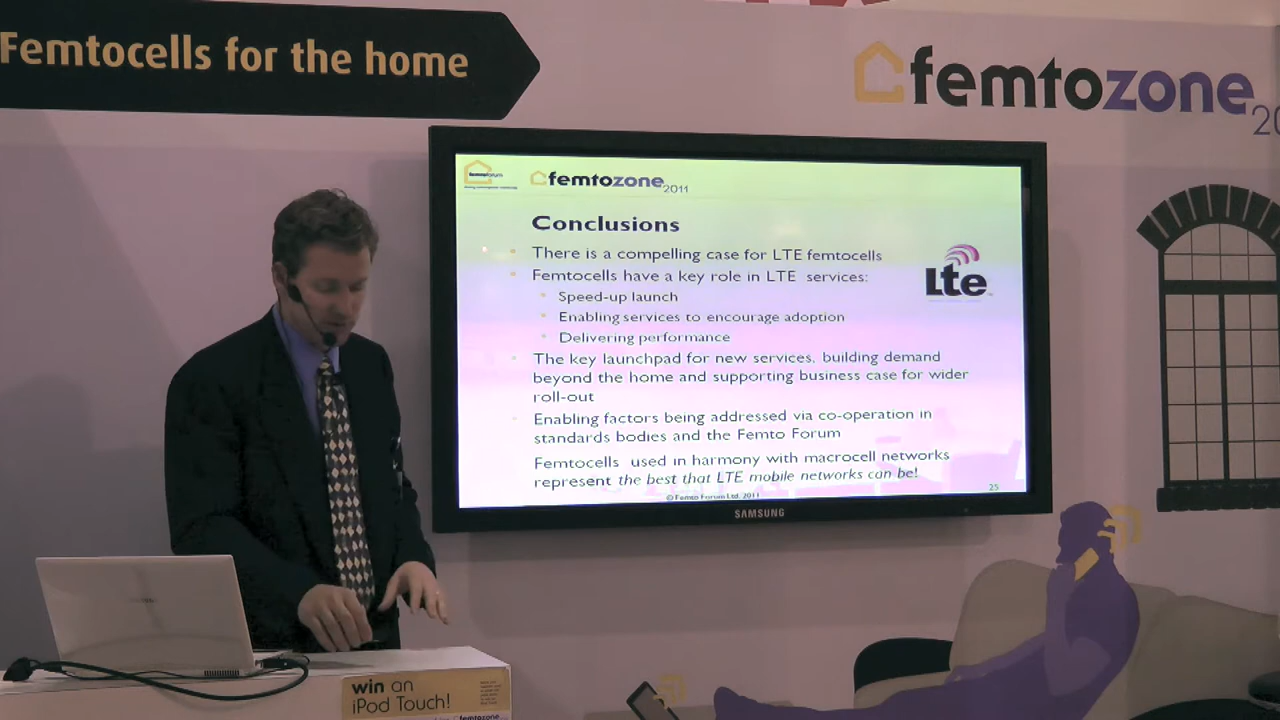 Femtocells for the home
femtozone
20
femtoforum
femtozone 2011
Conclusions
There is a compelling case for LTE femtocells
Femtocells have a key role in LTE services:
Speed-up launch
Enabling services to encourage adoption
Delivering performance
Lte
The key launchpad for new services, building demand
beyond the home and supporting business case for wider
roll-out
Enabling factors being addressed via co-operation in
standards bodies and the Femto Forum
Femtocells used in harmony with macrocell networks
represent the best that LTE mobile networks can be!
© Femto Forum Ltd. 2011
25
SAMSUNG
win an
iPod Touch!
femtozone